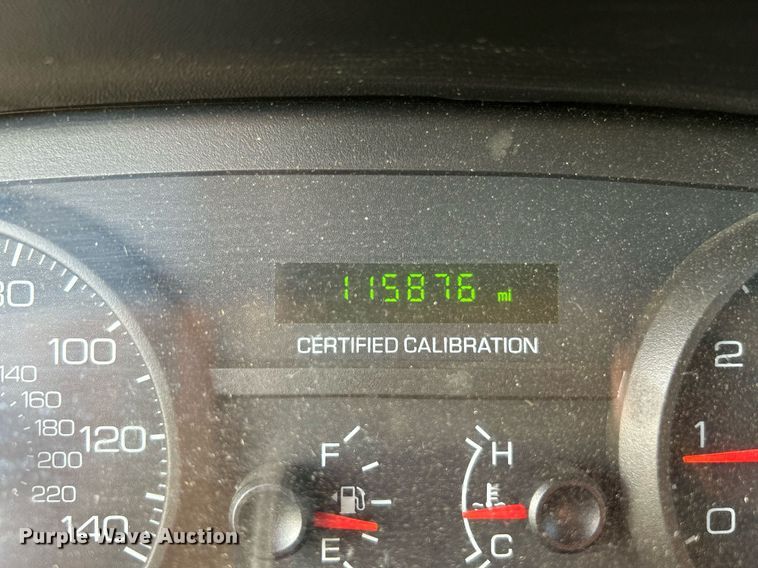 115876 mi
CERTIFIED CALIBRATION
80
100
120
140
140
160
180
200
220
F
E
H
C
2
1
0
Purple Wave Auction